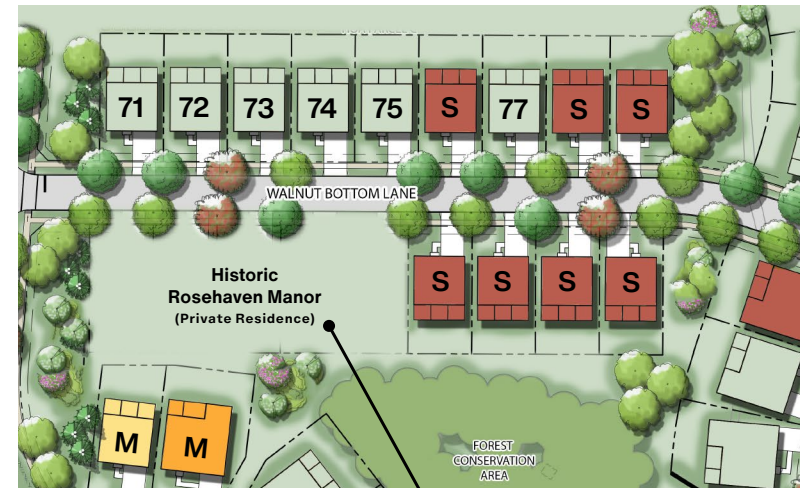 71 72 73 74 75 S 77 S S
WALNUT BOTTOM LANE
Historic
Rosehaven Manor
(Private Residence)
S S S S
M M
FOREST
CONSERVATION
AREA